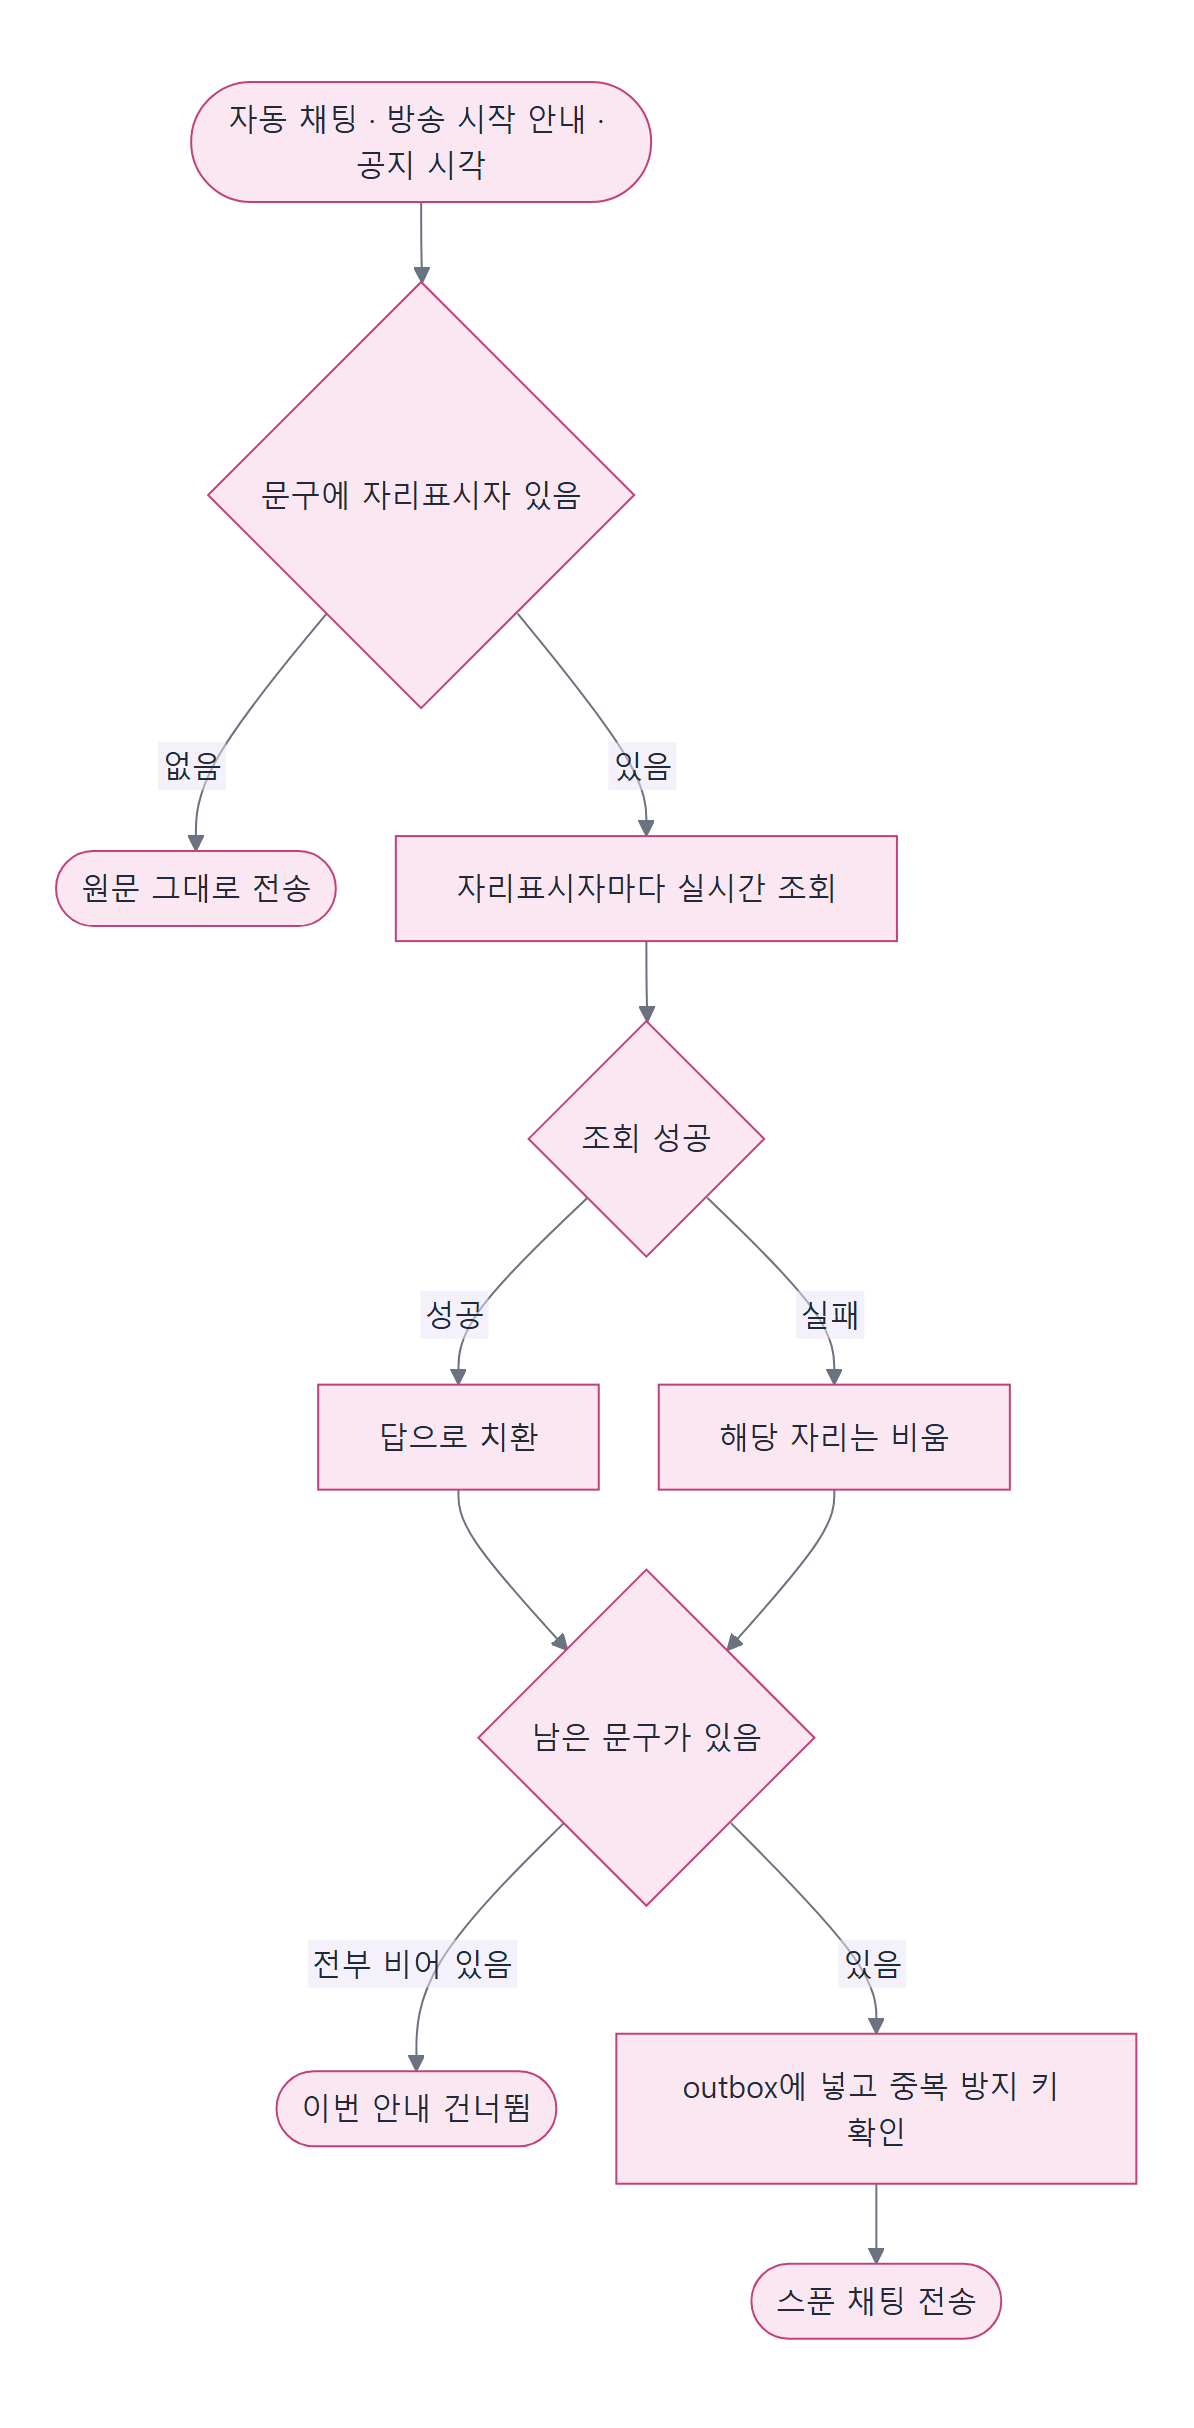 자동 채팅 · 방송 시작 안내 ·
공지 시각
문구에 자리표시자 있음
없음
있음
원문 그대로 전송
자리표시자마다 실시간 조회
조회 성공
성공
실패
답으로 치환
해당 자리는 비움
남은 문구가 있음
전부 비어 있음
있음
이번 안내 건너뜀
outbox에 넣고 중복 방지 키
확인
스푼 채팅 전송